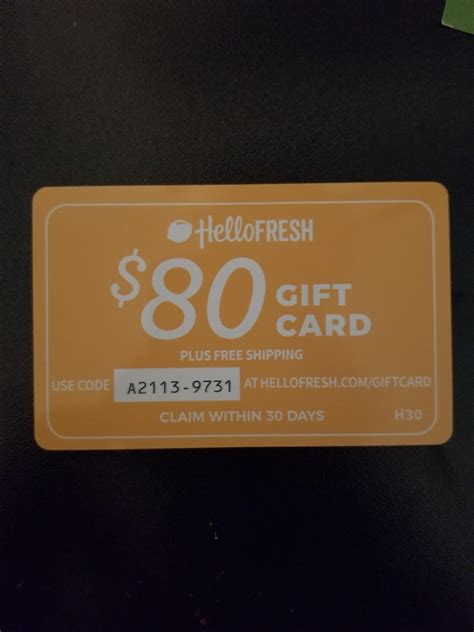 HelloFRESH
$80 GIFT CARD
PLUS FREE SHIPPING
USE CODE A2113-9731 AT HELLOFRESH.COM/GIFTCARD
CLAIM WITHIN 30 DAYS
H30